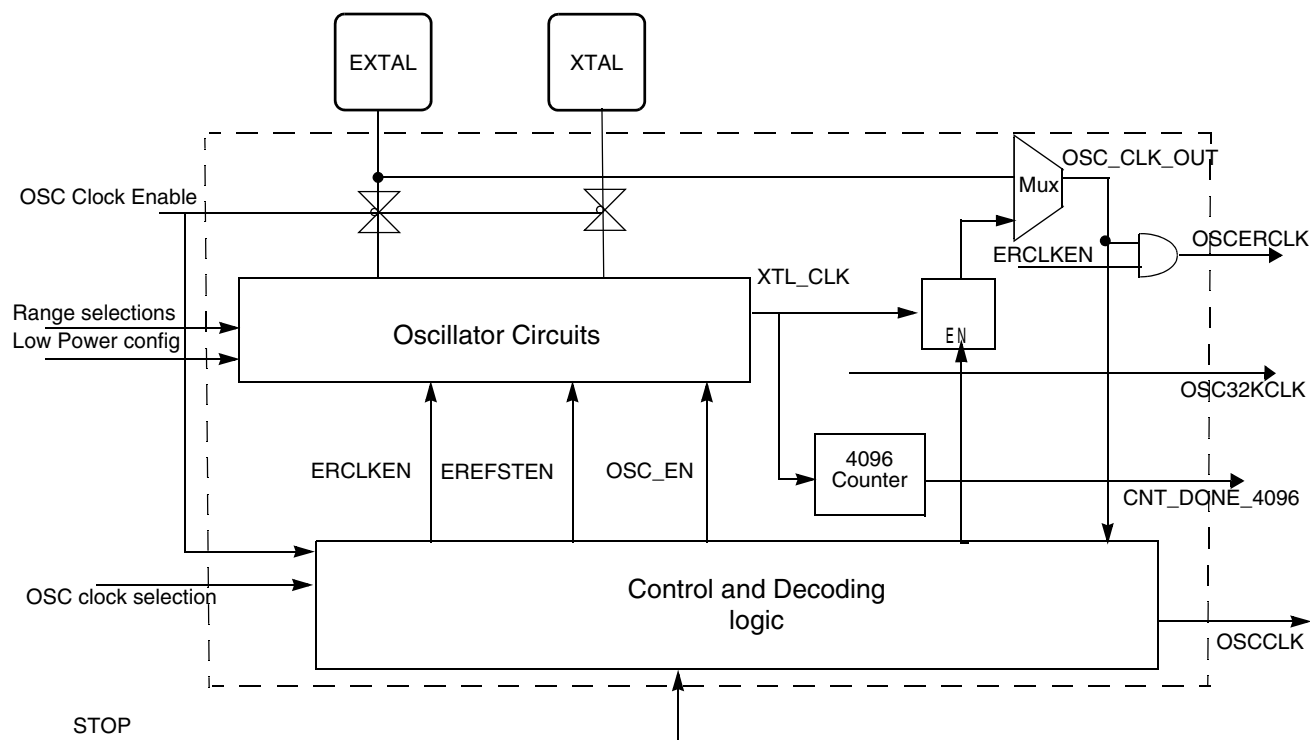 EXTAL
XTAL
OSC_CLK_OUT
Mux
OSC Clock Enable
OSCERCLK
ERCLKEN
XTL_CLK
Range selections
Low Power config
Oscillator Circuits
EN
OSC32KCLK
ERCLKEN
EREFSTEN
OSC_EN
4096
Counter
CNT_DONE_4096
OSC clock selection
Control and Decoding
logic
OSCCLK
STOP